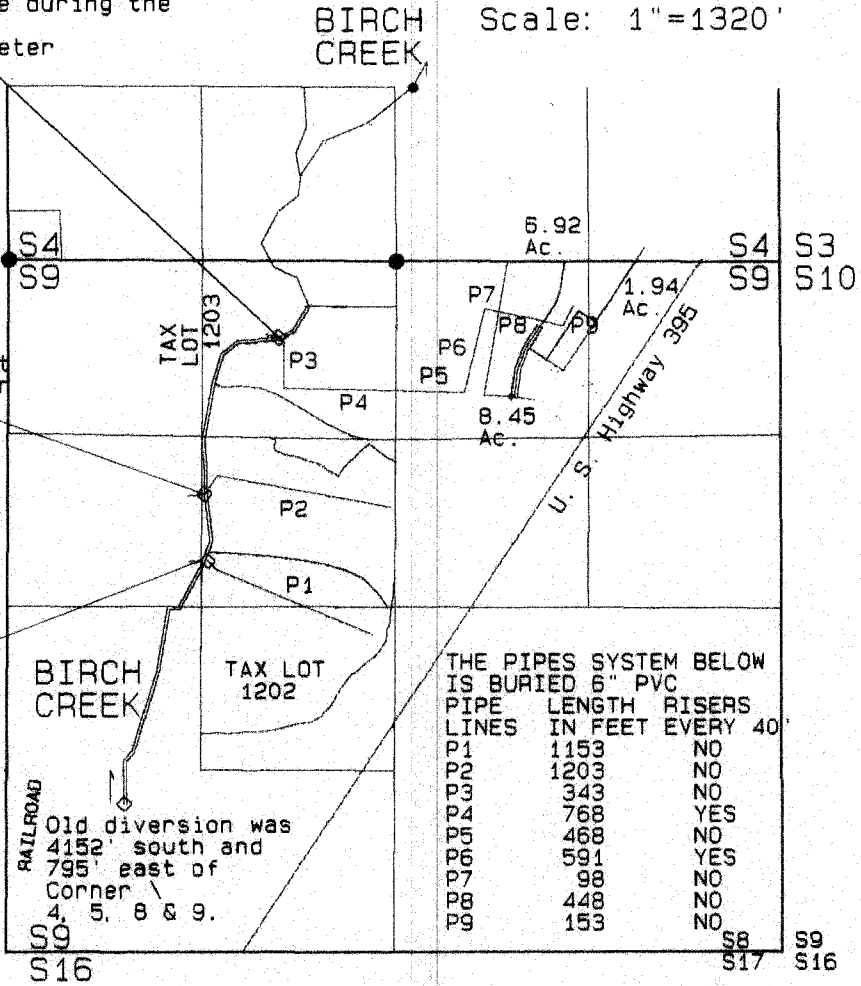 during the
eter
BIRCH
CREEK
Scale: 1"=1320'
S4
S9
TAX
LOT
1203
6.92
Ac.
S4
S3
S9
S10
1.94
Ac.
P7
P8
P9
P6
P5
P3
P4
8.45
Ac.
U. S. Highway 395
P2
P1
BIRCH
CREEK
TAX LOT
1202
RAILROAD
Old diversion was
4152' south and
795' east of
Corner
4, 5, 8 & 9.
THE PIPES SYSTEM BELOW
IS BURIED 6" PVC
PIPE LENGTH RISERS
LINES IN FEET EVERY 40'
P1 1153 NO
P2 1203 NO
P3 343 NO
P4 768 YES
P5 468 NO
P6 591 YES
P7 98 NO
P8 448 NO
P9 153 NO
S9
S16
S8
S9
S17
S16